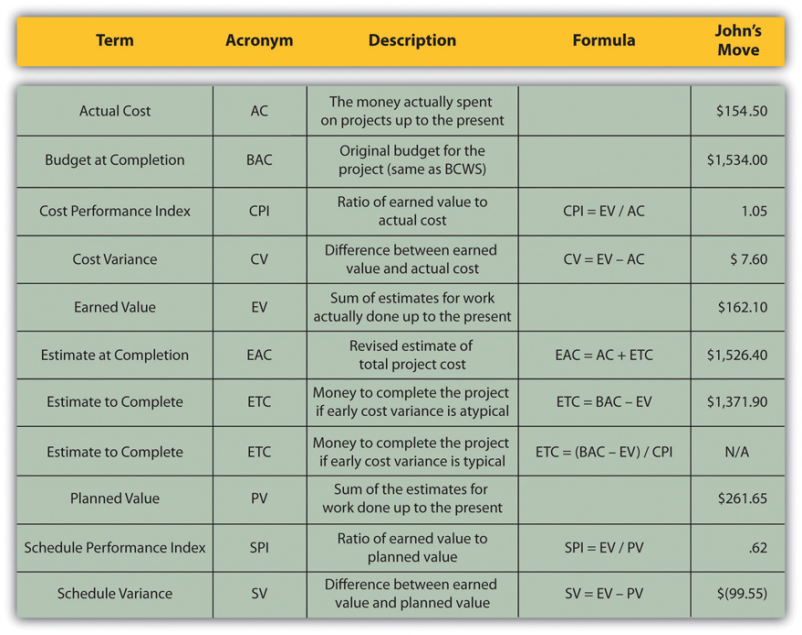 Term Acronym Description Formula John's
Move
Actual Cost AC The money actually spent
on projects up to the present $154.50
Budget at Completion BAC Original budget for the
project (same as BCWS) $1,534.00
Cost Performance Index CPI Ratio of earned value to
actual cost CPI = EV / AC 1.05
Cost Variance CV Difference between earned
value and actual cost CV = EV – AC $ 7.60
Earned Value EV Sum of estimates for work
actually done up to the present $162.10
Estimate at Completion EAC Revised estimate of
total project cost EAC = AC + ETC $1,526.40
Estimate to Complete ETC Money to complete the project
if early cost variance is atypical ETC = BAC – EV $1,371.90
Estimate to Complete ETC Money to complete the project
if early cost variance is typical ETC = (BAC – EV) / CPI N/A
Planned Value PV Sum of the estimates for
work done up to the present $261.65
Schedule Performance Index SPI Ratio of earned value to
planned value SPI = EV / PV .62
Schedule Variance SV Difference between earned
value and planned value SV = EV – PV $(99.55)